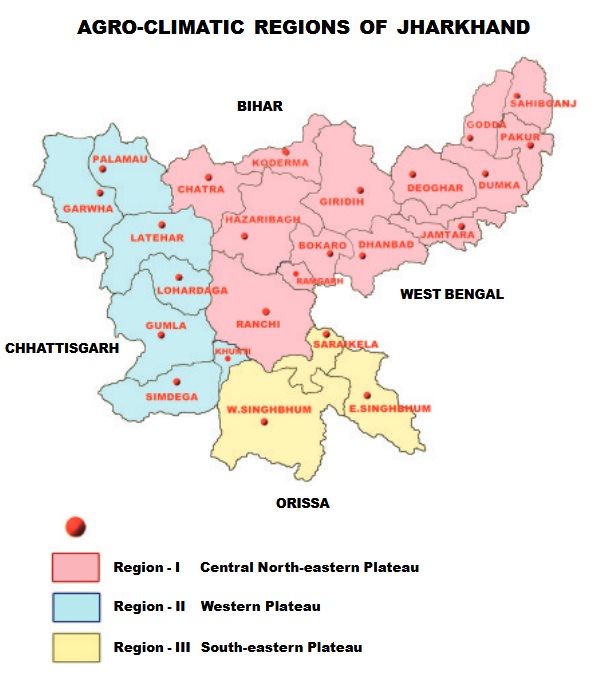 AGRO-CLIMATIC REGIONS OF JHARKHAND
BIHAR
SAHIBGANJ
GODDA
PAKUR
PALAMAU
KODERMA
CHATRA
DEOGHAR
DUMKA
GARWHA
GIRIDIH
HAZARIBAGH
LATEHAR
JAMTARA
BOKARO
DHANBAD
RAMGARH
LOHARDAGA
WEST BENGAL
GUMLA
RANCHI
CHHATTISGARH
SARAIKELA
KHUNTI
SIMDEGA
W.SINGHBHUM
E.SINGHBHUM
ORISSA
Region - I Central North-eastern Plateau
Region - II Western Plateau
Region - III South-eastern Plateau